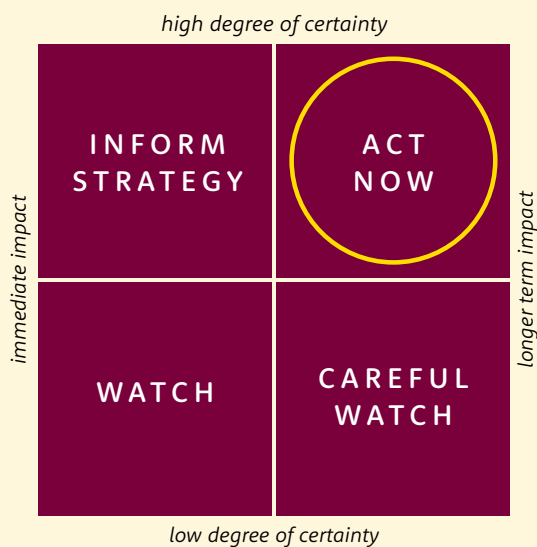 high degree of certainty
INFORM
STRATEGY
ACT
NOW
immediate impact
longer term impact
WATCH
CAREFUL
WATCH
low degree of certainty